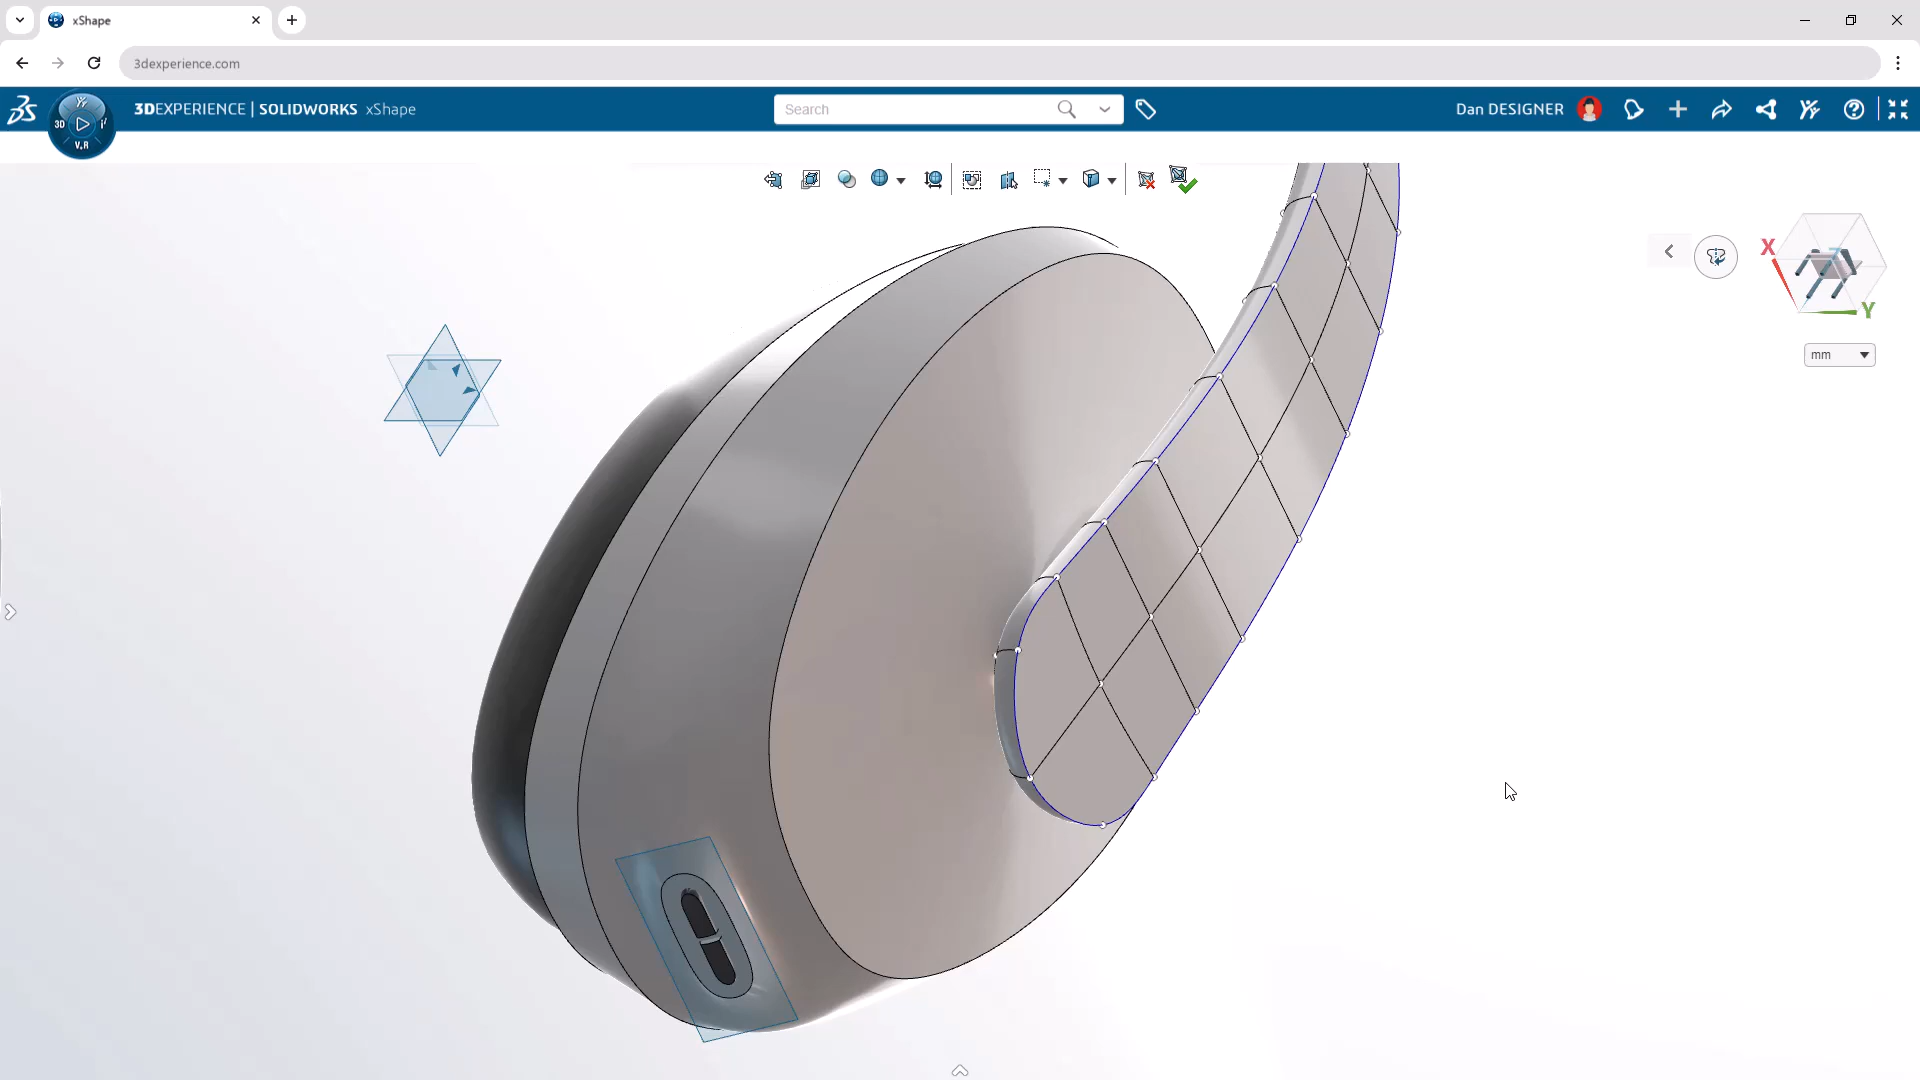 xShape
3dexperience.com
3DEXPERIENCE | SOLIDWORKS xShape
Search
Dan DESIGNER
3D
V.R
X
Y
mm